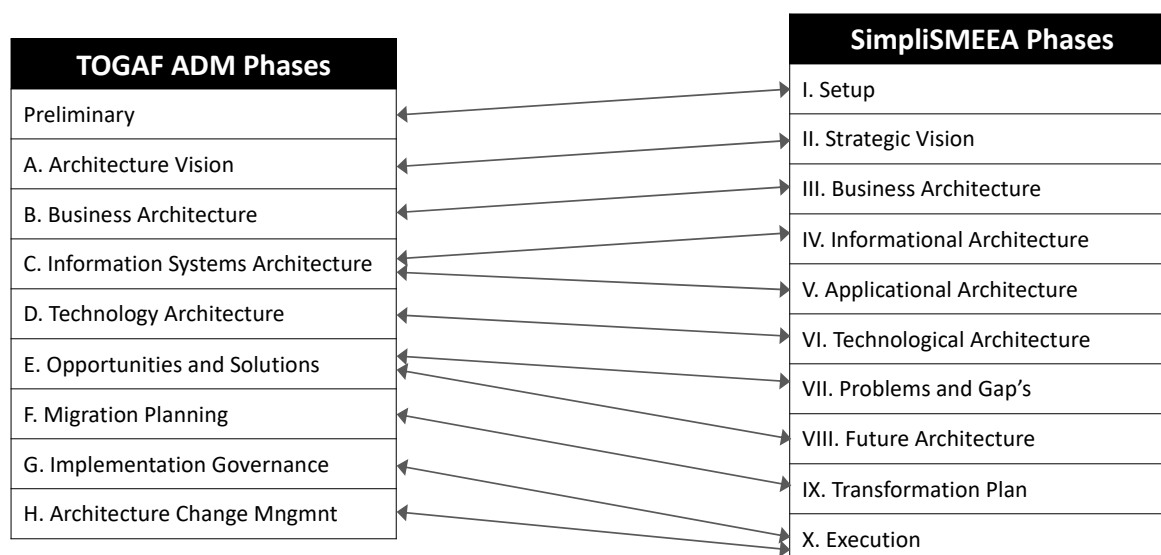 TOGAF ADM Phases
Preliminary
A. Architecture Vision
B. Business Architecture
C. Information Systems Architecture
D. Technology Architecture
E. Opportunities and Solutions
F. Migration Planning
G. Implementation Governance
H. Architecture Change Mngmnt
SimpliSMEEA Phases
I. Setup
II. Strategic Vision
III. Business Architecture
IV. Informational Architecture
V. Applicational Architecture
VI. Technological Architecture
VII. Problems and Gap’s
VIII. Future Architecture
IX. Transformation Plan
X. Execution